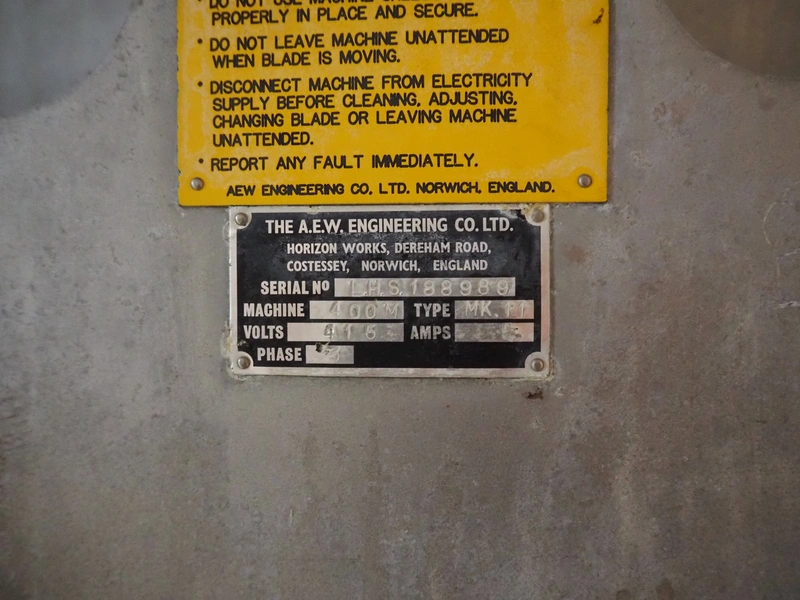 PROPERLY IN PLACE AND SECURE.
• DO NOT LEAVE MACHINE UNATTENDED
WHEN BLADE IS MOVING.
• DISCONNECT MACHINE FROM ELECTRICITY
SUPPLY BEFORE CLEANING, ADJUSTING,
CHANGING BLADE OR LEAVING MACHINE
UNATTENDED.
• REPORT ANY FAULT IMMEDIATELY.
AEW ENGINEERING CO. LTD. NORWICH. ENGLAND.
THE A.E.W. ENGINEERING CO. LTD.
HORIZON WORKS, DEREHAM ROAD,
COSTESSEY, NORWICH, ENGLAND
SERIAL No L.H.S.188989
MACHINE 400M TYPE MK.
VOLTS 415 AMPS
PHASE